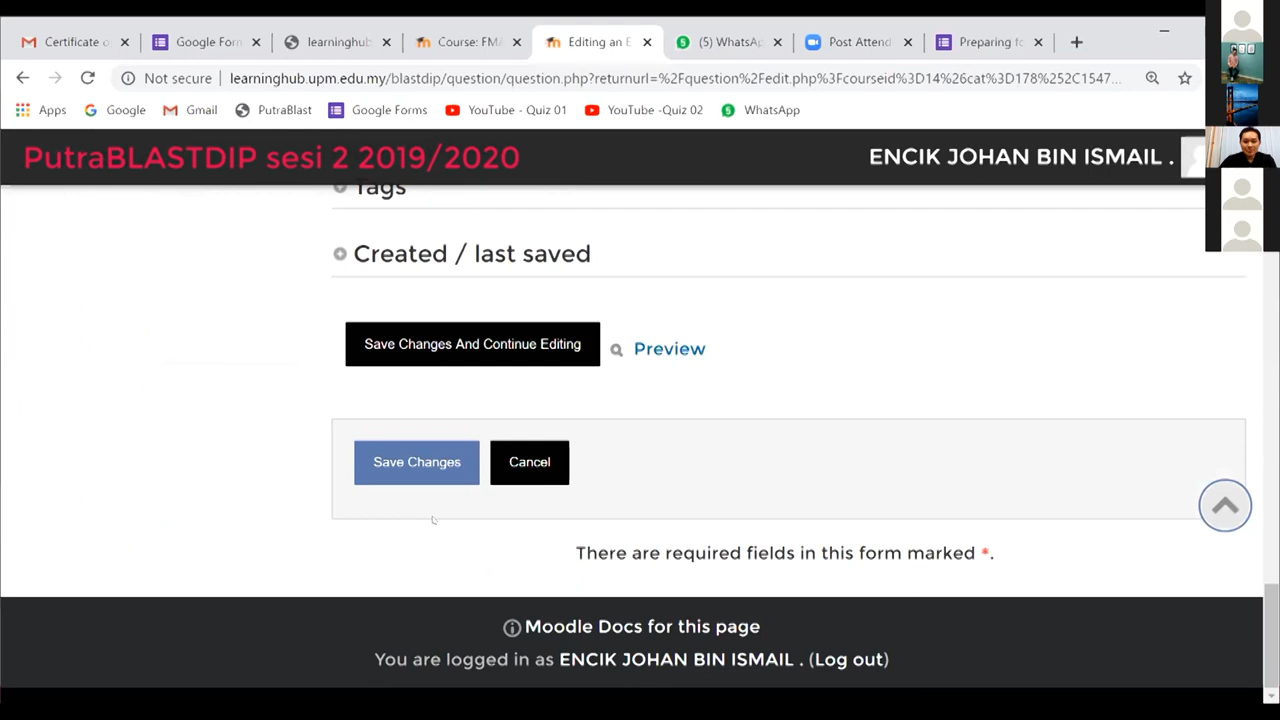 Certificate o
Google For
learninghub
Course: FMA
Editing an E
(5) WhatsAp
Post Attend
Preparing fo
Not secure
learninghub.upm.edu.my/blastdip/question/question.php?returnurl=%2Fquestion%2Fedit.php%3Fcourseid%3D14%26cat%3D178%252C1547...
Apps
Google
Gmail
PutraBlast
Google Forms
YouTube - Quiz 01
YouTube -Quiz 02
WhatsApp
PutraBLASTDIP sesi 2 2019/2020
ENCIK JOHAN BIN ISMAIL .
Tags
Created / last saved
Save Changes And Continue Editing
Preview
Save Changes
Cancel
There are required fields in this form marked *.
Moodle Docs for this page
You are logged in as ENCIK JOHAN BIN ISMAIL . (Log out)